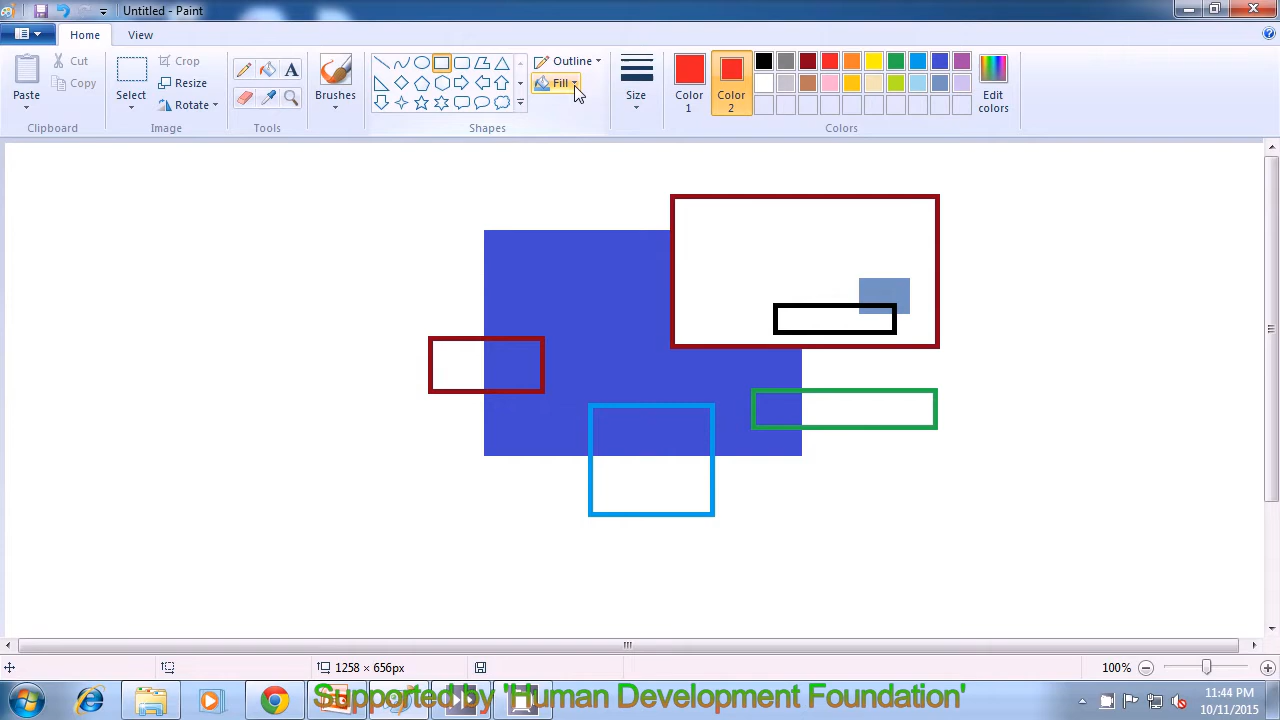 Untitled - Paint
Home View
Cut
Copy
Paste
Clipboard
Select
Crop
Resize
Rotate
Image
A
Tools
Brushes
Outline
Fill
Shapes
Size
Color 1
Color 2
Edit colors
Colors
1258 × 656px
100%
Supported by 'Human Development Foundation'
11:44 PM
10/11/2015